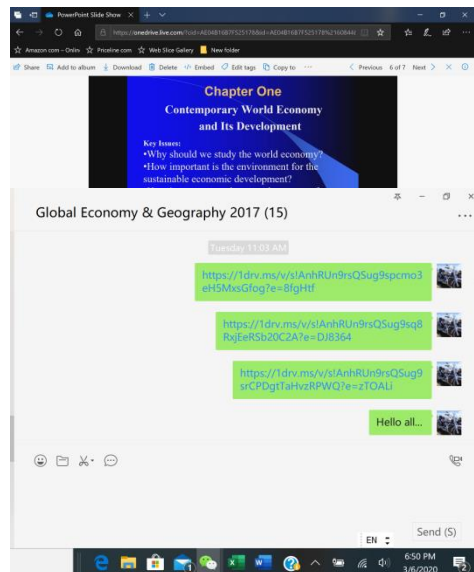 PowerPoint Slide Show
https://onedrive.live.com/
Amazon.com – Onlin Priceline.com Web Slice Gallery New folder
Share Add to album Download Delete Embed Edit tags Copy to ··· Previous 6 of 7 Next
Chapter One
Contemporary World Economy
and Its Development
Key Issues:
•Why should we study the world economy?
•How important is the environment for the
sustainable economic development?
Global Economy & Geography 2017 (15)
Tuesday 11:03 AM
https://1drv.ms/v/s!AnhRUn9rsQSug9spcmo3
eH5MxsGfog?e=8fgHtf
https://1drv.ms/v/s!AnhRUn9rsQSug9sq8
RxjEeRSb20C2A?e=DJ8364
https://1drv.ms/v/s!AnhRUn9rsQSug9
srCPDgtTaHvzRPWQ?e=zTOALi
Hello all...
Send (S)
EN
6:50 PM
3/6/2020